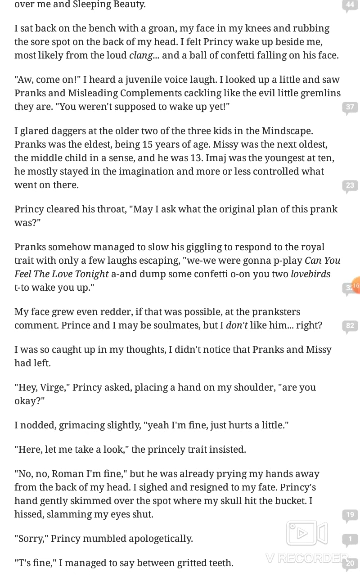 over me and Sleeping Beauty.
44
I sat back on the bench with a groan, my face in my knees and rubbing
the sore spot on the back of my head. I felt Princy wake up beside me,
most likely from the loud clang... and a ball of confetti falling on his face.
"Aw, come on!" I heard a juvenile voice laugh. I looked up a little and saw
Pranks and Misleading Complements cackling like the evil little gremlins
they are. "You weren't supposed to wake up yet!"
37
I glared daggers at the older two of the three kids in the Mindscape.
Pranks was the eldest, being 15 years of age. Missy was the next oldest,
the middle child in a sense, and he was 13. Imaj was the youngest at ten,
he mostly stayed in the imagination and more or less controlled what
went on there.
23
Princy cleared his throat, "May I ask what the original plan of this prank
was?"
Pranks somehow managed to slow his giggling to respond to the royal
trait with only a few laughs escaping, "we-we were gonna p-play Can You
Feel The Love Tonight a-and dump some confetti o-on you two lovebirds
t-to wake you up."
My face grew even redder, if that was possible, at the pranksters
comment. Prince and I may be soulmates, but I don't like him... right?
82
I was so caught up in my thoughts, I didn't notice that Pranks and Missy
had left.
"Hey, Virge," Princy asked, placing a hand on my shoulder, "are you
okay?"
I nodded, grimacing slightly, "yeah I'm fine, just hurts a little."
"Here, let me take a look," the princely trait insisted.
"No, no, Roman I'm fine," but he was already prying my hands away
from the back of my head. I sighed and resigned to my fate. Princy's
hand gently skimmed over the spot where my skull hit the bucket. I
hissed, slamming my eyes shut.
19
"Sorry," Princy mumbled apologetically.
1
"T's fine," I managed to say between gritted teeth.
20